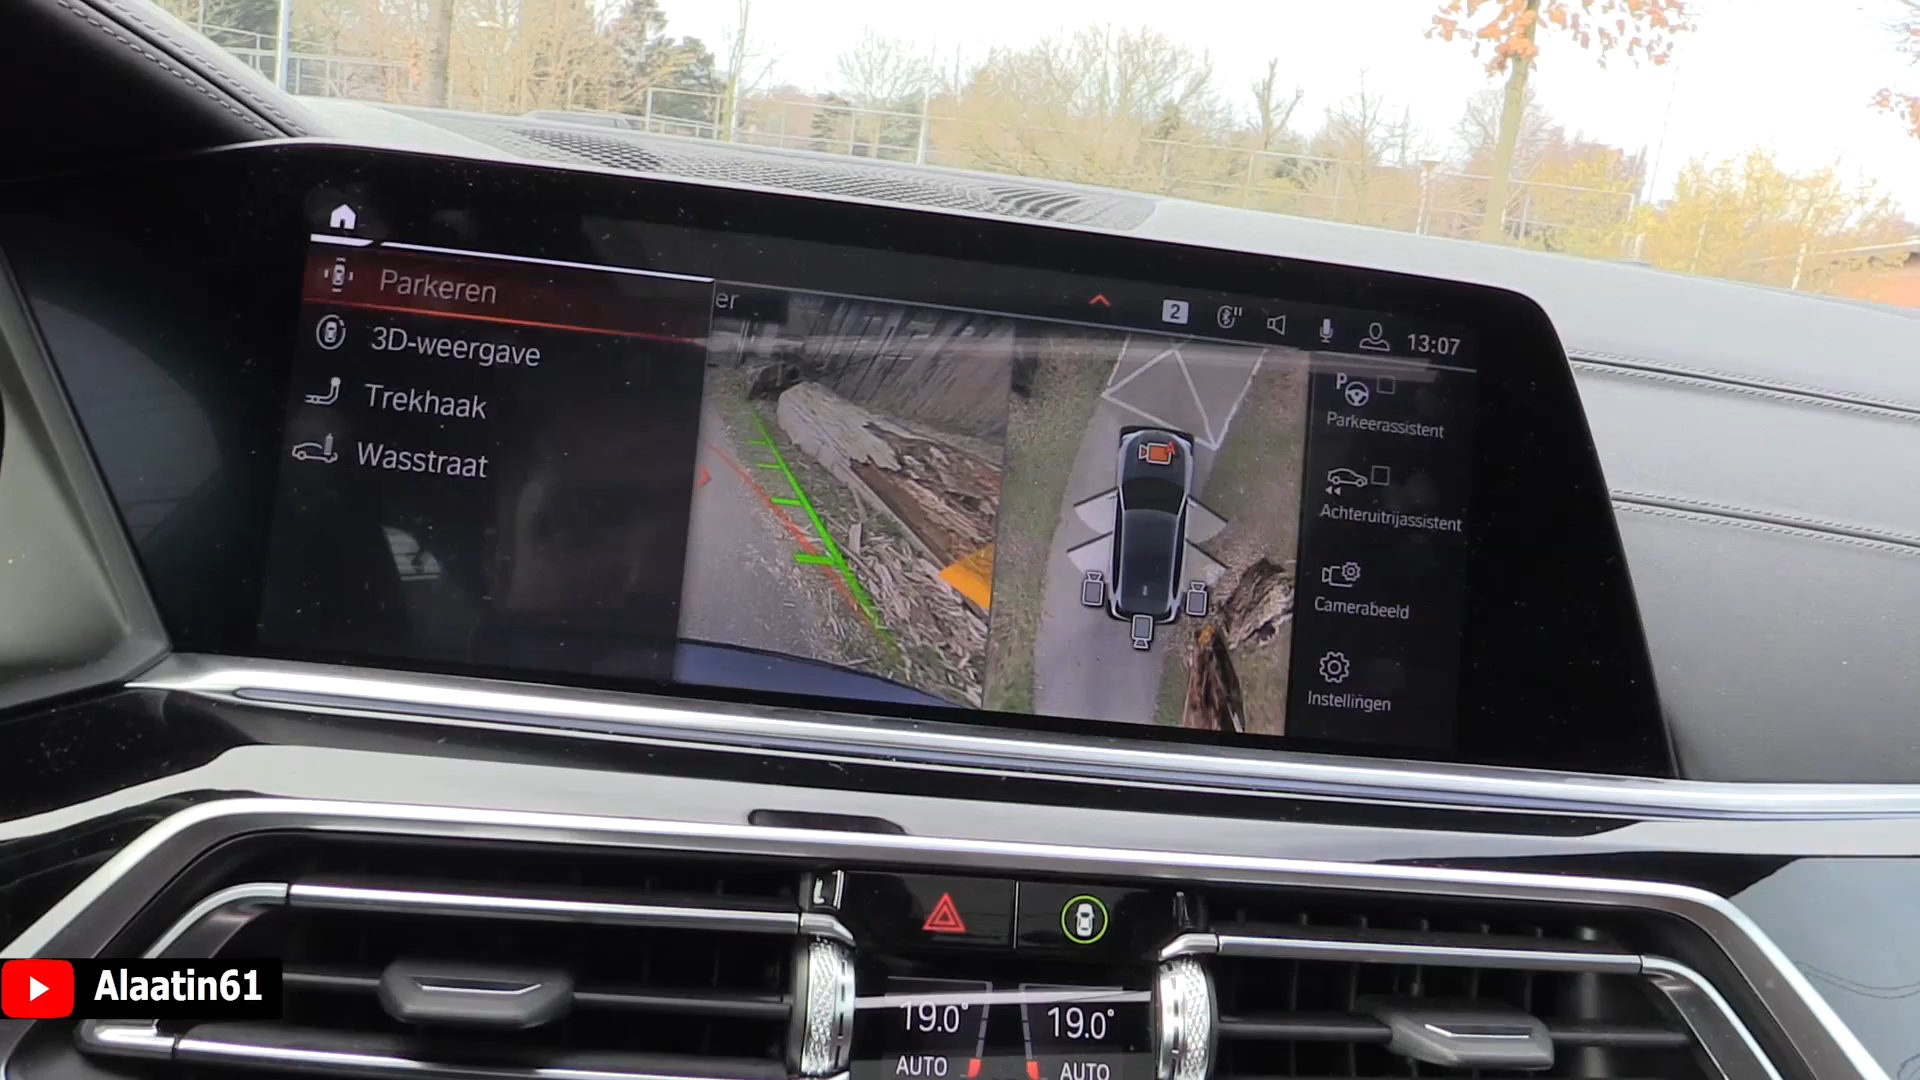 Parkeren
3D-weergave
Trekhaak
Wasstraat
er
2
13:07
P
Parkeerassistent
Achteruitrijassistent
Camerabeeld
Instellingen
Alaatin61
19.0°
19.0°
AUTO
AUTO